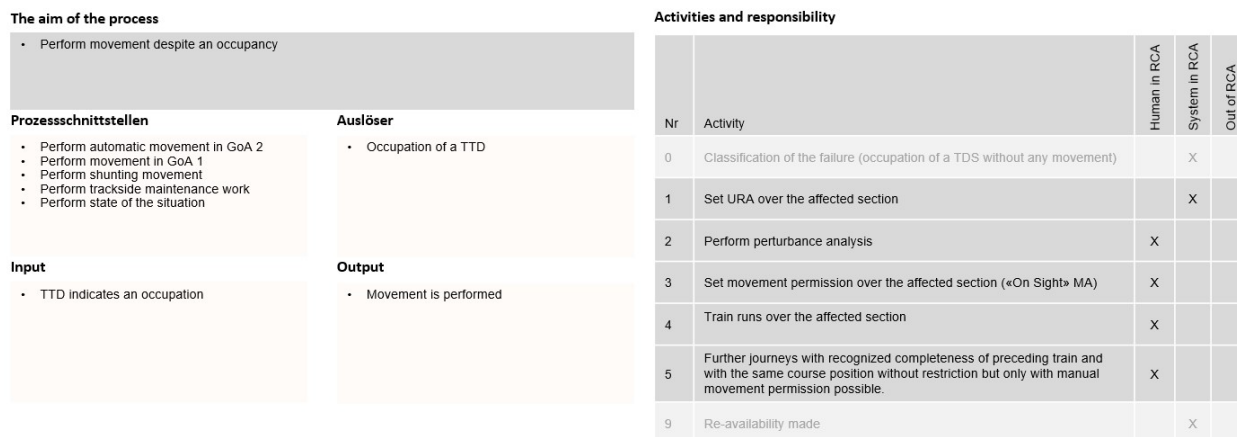 The aim of the process
• Perform movement despite an occupancy
Prozessschnittstellen
• Perform automatic movement in GoA 2
• Perform movement in GoA 1
• Perform shunting movement
• Perform trackside maintenance work
• Perform state of the situation
Auslöser
• Occupation of a TTD
Input
• TTD indicates an occupation
Output
• Movement is performed
Activities and responsibility
Nr Activity Human in RCA System in RCA Out of RCA
0 Classification of the failure (occupation of a TDS without any movement) X
1 Set URA over the affected section X
2 Perform perturbance analysis X
3 Set movement permission over the affected section («On Sight» MA) X
4 Train runs over the affected section X
5 Further journeys with recognized completeness of preceding train and
with the same course position without restriction but only with manual
movement permission possible. X
9 Re-availability made X